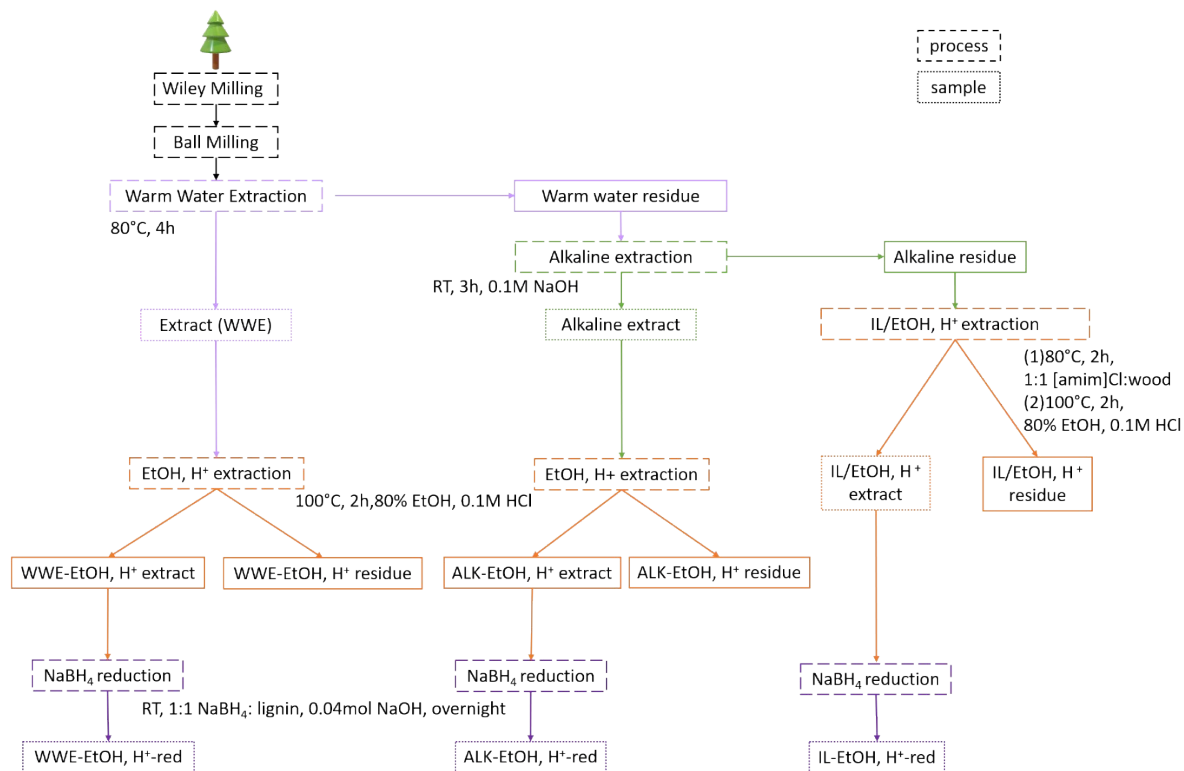 process
Wiley Milling
sample
Ball Milling
Warm Water Extraction
Warm water residue
80°C, 4h
Alkaline extraction
Alkaline residue
RT, 3h, 0.1M NaOH
Extract (WWE)
Alkaline extract
IL/EtOH, H⁺ extraction
(1)80°C, 2h,
1:1 [amim]Cl:wood
(2)100°C, 2h,
80% EtOH, 0.1M HCl
EtOH, H⁺ extraction
EtOH, H+ extraction
IL/EtOH, H⁺
extract
IL/EtOH, H⁺
residue
100°C, 2h,80% EtOH, 0.1M HCl
WWE-EtOH, H⁺ extract
WWE-EtOH, H⁺ residue
ALK-EtOH, H⁺ extract
ALK-EtOH, H⁺ residue
NaBH₄ reduction
NaBH₄ reduction
NaBH₄ reduction
RT, 1:1 NaBH₄: lignin, 0.04mol NaOH, overnight
WWE-EtOH, H⁺-red
ALK-EtOH, H⁺-red
IL-EtOH, H⁺-red